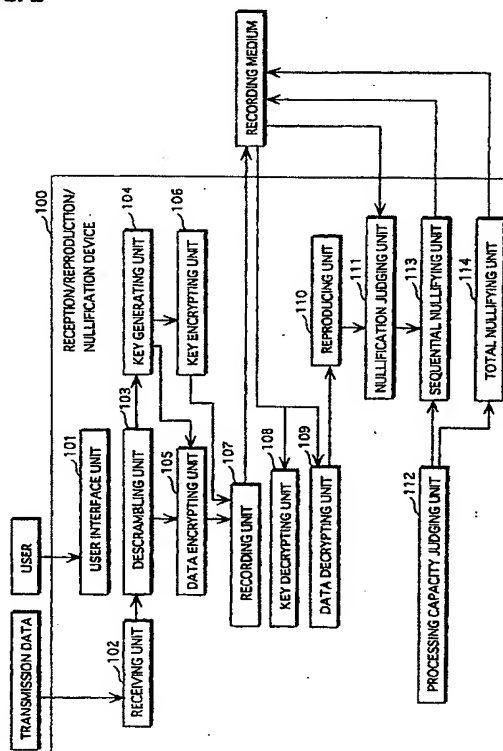 TRANSMISSION DATA
USER
100
RECEPTION/REPRODUCTION/
NULLIFICATION DEVICE
101
USER INTERFACE UNIT
102
RECEIVING UNIT
103
DESCRAMBLING UNIT
104
KEY GENERATING UNIT
105
DATA ENCRYPTING UNIT
106
KEY ENCRYPTING UNIT
107
RECORDING UNIT
RECORDING MEDIUM
108
KEY DECRYPTING UNIT
109
DATA DECRYPTING UNIT
110
REPRODUCING UNIT
111
NULLIFICATION JUDGING UNIT
112
PROCESSING CAPACITY JUDGING UNIT
113
SEQUENTIAL NULLIFYING UNIT
114
TOTAL NULLIFYING UNIT